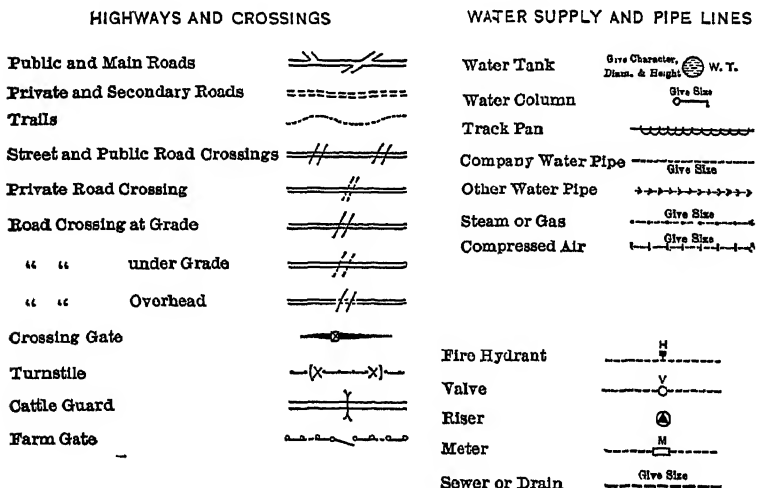 HIGHWAYS AND CROSSINGS
Public and Main Roads
Private and Secondary Roads
Trails
Street and Public Road Crossings
Private Road Crossing
Road Crossing at Grade
“ “ under Grade
“ “ Overhead
Crossing Gate
Turnstile
Cattle Guard
Farm Gate
WATER SUPPLY AND PIPE LINES
Water Tank Give Character, Diam. & Height W. T.
Water Column Give Size
Track Pan
Company Water Pipe Give Size
Other Water Pipe
Steam or Gas Give Size
Compressed Air Give Size
Fire Hydrant H
Valve V
Riser A
Meter M
Sewer or Drain Give Size